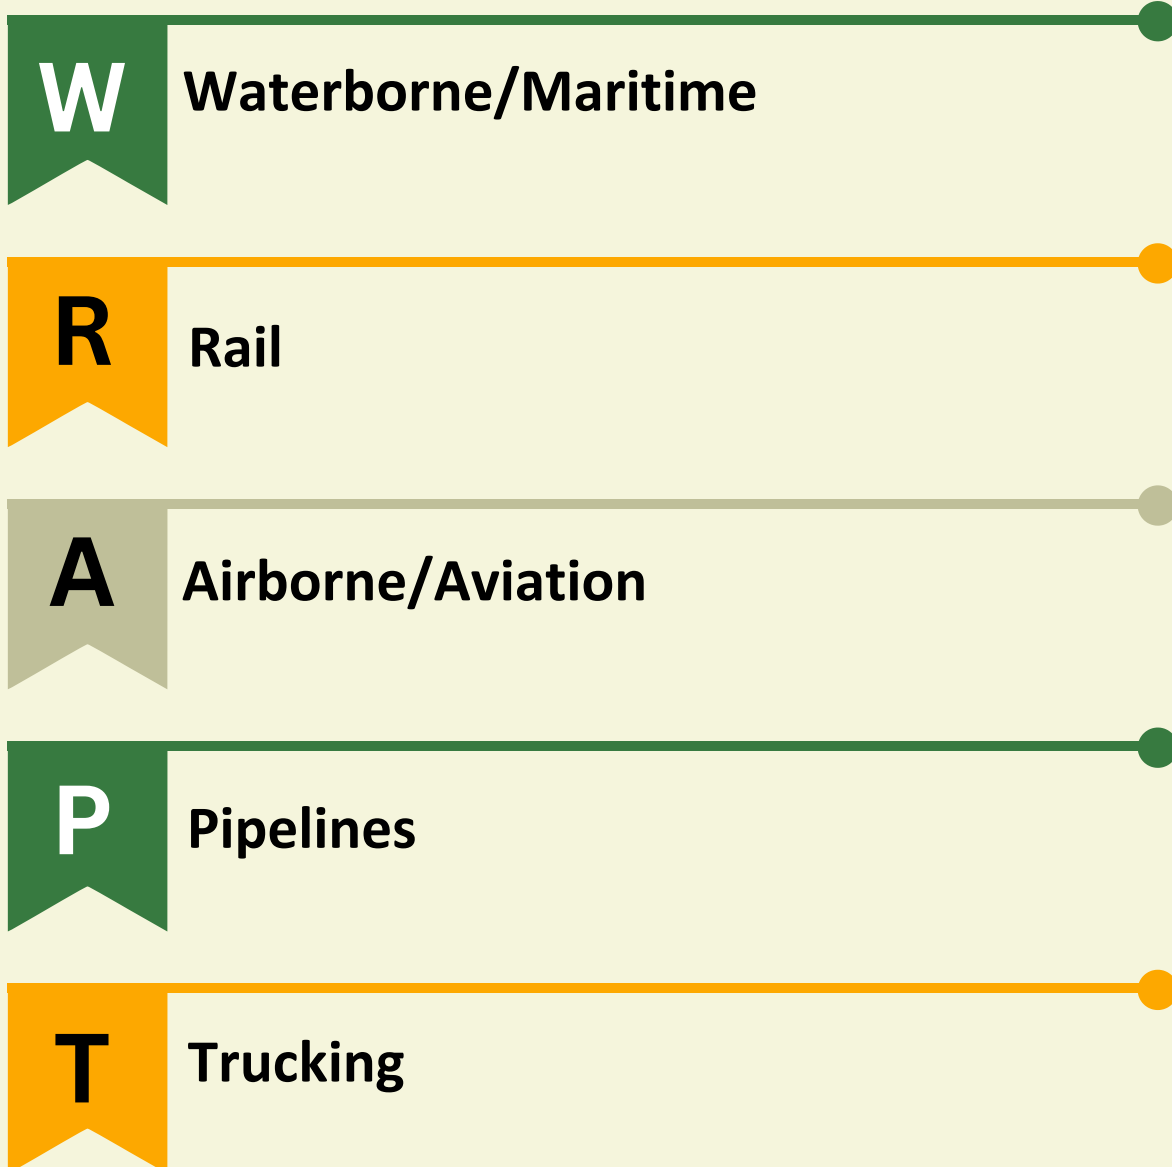 W
Waterborne/Maritime
R
Rail
A
Airborne/Aviation
P
Pipelines
T
Trucking